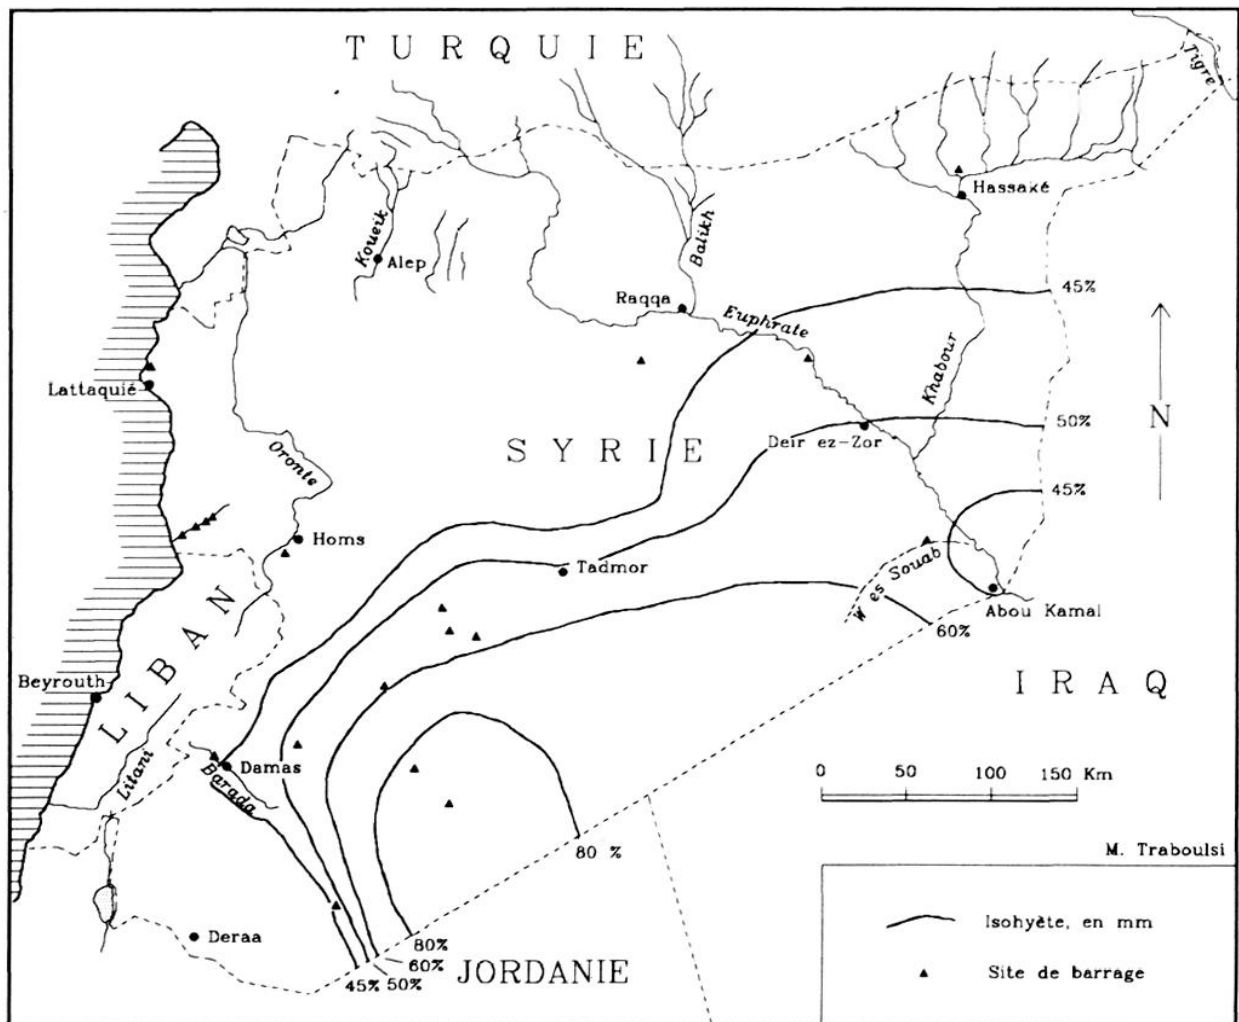 TURQUIE
Tigre
Hassaké
Koueik
Alep
Balikh
Raqqa
Euphrate
45%
Khabour
Lattaquié
N
50%
Deir ez-Zor
SYRIE
Oronte
45%
Homs
Tadmor
W es Souab
Abou Kamal
60%
LIBAN
Beyrouth
IRAQ
Litani
Damas
Barada
0 50 100 150 Km
80 %
M. Traboulsi
Isohyète, en mm
Deraa
80%
60%
45% 50%
JORDANIE
Site de barrage